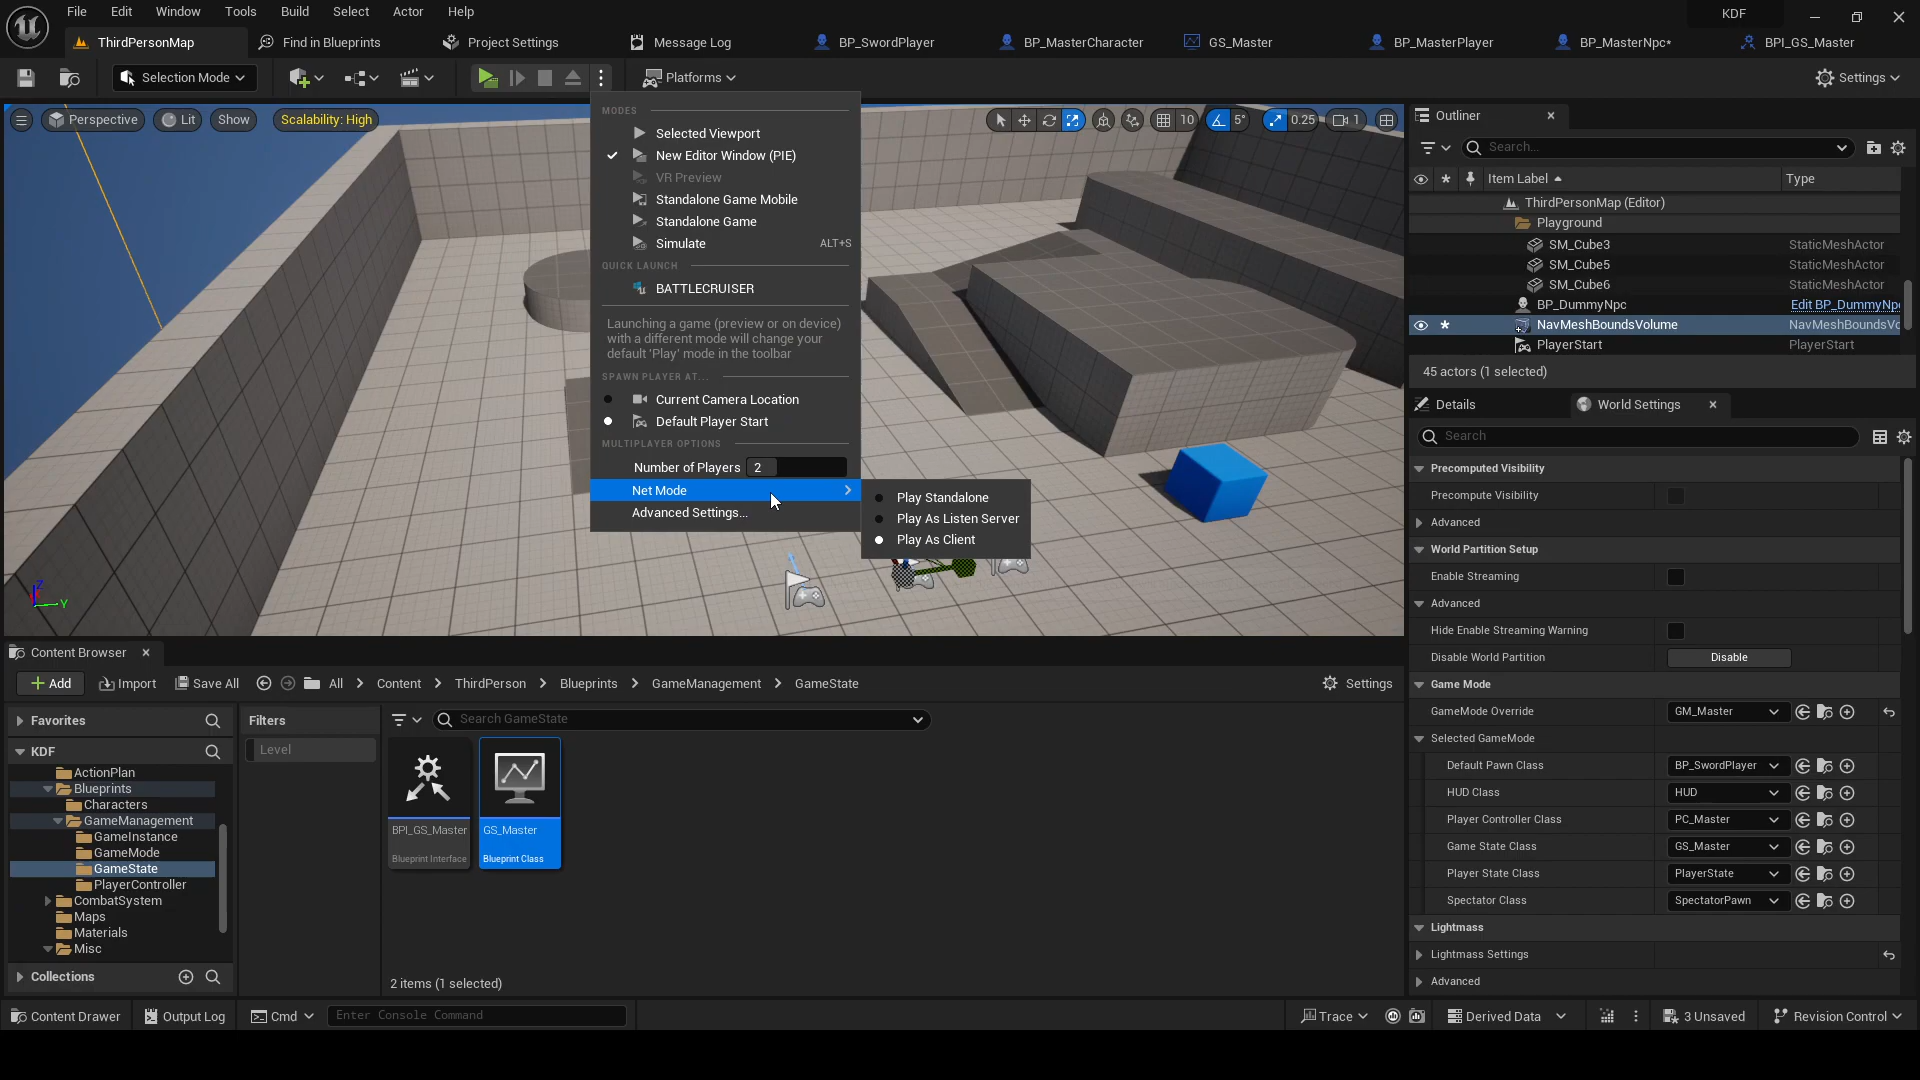 File Edit Window Tools Build Select Actor Help KDF
ThirdPersonMap Find in Blueprints Project Settings Message Log BP_SwordPlayer BP_MasterCharacter GS_Master BP_MasterPlayer BP_MasterNpc* BPI_GS_Master
Selection Mode Platforms Settings
Perspective Lit Show Scalability: High
10 5° 0.25 1
MODES
Selected Viewport
New Editor Window (PIE)
VR Preview
Standalone Game Mobile
Standalone Game
Simulate ALT+S
QUICK LAUNCH
BATTLECRUISER
Launching a game (preview or on device)
with a different mode will change your
default 'Play' mode in the toolbar
SPAWN PLAYER AT...
Current Camera Location
Default Player Start
MULTIPLAYER OPTIONS
Number of Players 2
Net Mode
Advanced Settings...
Play Standalone
Play As Listen Server
Play As Client
Z
Y
Outliner
Search...
Item Label Type
ThirdPersonMap (Editor)
Playground
SM_Cube3 StaticMeshActor
SM_Cube5 StaticMeshActor
SM_Cube6 StaticMeshActor
BP_DummyNpc Edit BP_DummyNpc
NavMeshBoundsVolume NavMeshBoundsVo
PlayerStart PlayerStart
45 actors (1 selected)
Details World Settings
Search
Precomputed Visibility
Precompute Visibility
Advanced
World Partition Setup
Enable Streaming
Advanced
Hide Enable Streaming Warning
Disable World Partition Disable
Game Mode
GameMode Override GM_Master
Selected GameMode
Default Pawn Class BP_SwordPlayer
HUD Class HUD
Player Controller Class PC_Master
Game State Class GS_Master
Player State Class PlayerState
Spectator Class SpectatorPawn
Lightmass
Lightmass Settings
Advanced
Content Browser
Add Import Save All All Content ThirdPerson Blueprints GameManagement GameState Settings
Favorites
KDF
ActionPlan
Blueprints
Characters
GameManagement
GameInstance
GameMode
GameState
PlayerController
CombatSystem
Maps
Materials
Misc
Collections
Filters
Level
Search GameState
BPI_GS_Master
Blueprint Interface
GS_Master
Blueprint Class
2 items (1 selected)
Content Drawer Output Log Cmd Enter Console Command Trace Derived Data 3 Unsaved Revision Control